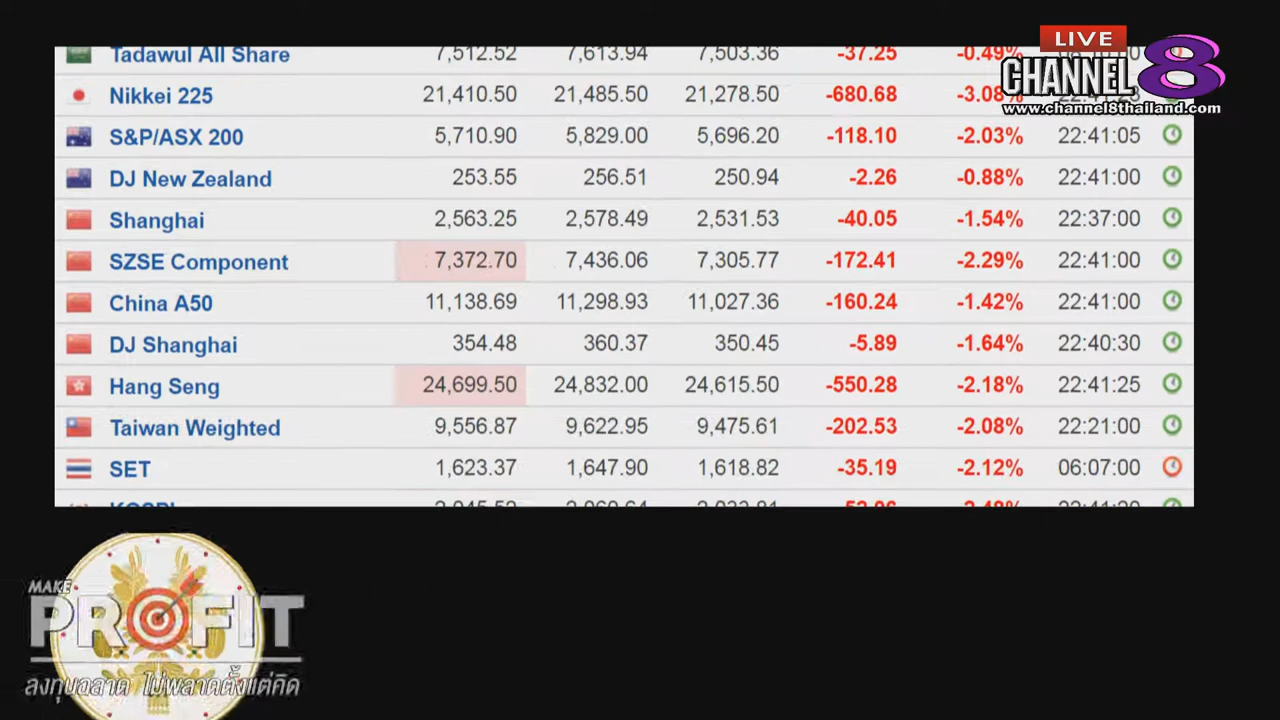 LIVE
CHANNEL 8
www.channel8thailand.com
Tadawul All Share 7,512.52 7,613.94 7,503.36 -37.25 -0.49%
Nikkei 225 21,410.50 21,485.50 21,278.50 -680.68 -3.08%
S&P/ASX 200 5,710.90 5,829.00 5,696.20 -118.10 -2.03% 22:41:05
DJ New Zealand 253.55 256.51 250.94 -2.26 -0.88% 22:41:00
Shanghai 2,563.25 2,578.49 2,531.53 -40.05 -1.54% 22:37:00
SZSE Component 7,372.70 7,436.06 7,305.77 -172.41 -2.29% 22:41:00
China A50 11,138.69 11,298.93 11,027.36 -160.24 -1.42% 22:41:00
DJ Shanghai 354.48 360.37 350.45 -5.89 -1.64% 22:40:30
Hang Seng 24,699.50 24,832.00 24,615.50 -550.28 -2.18% 22:41:25
Taiwan Weighted 9,556.87 9,622.95 9,475.61 -202.53 -2.08% 22:21:00
SET 1,623.37 1,647.90 1,618.82 -35.19 -2.12% 06:07:00
MAKE
PROFIT
ลงทุนฉลาด ไม่พลาดตั้งแต่คิด